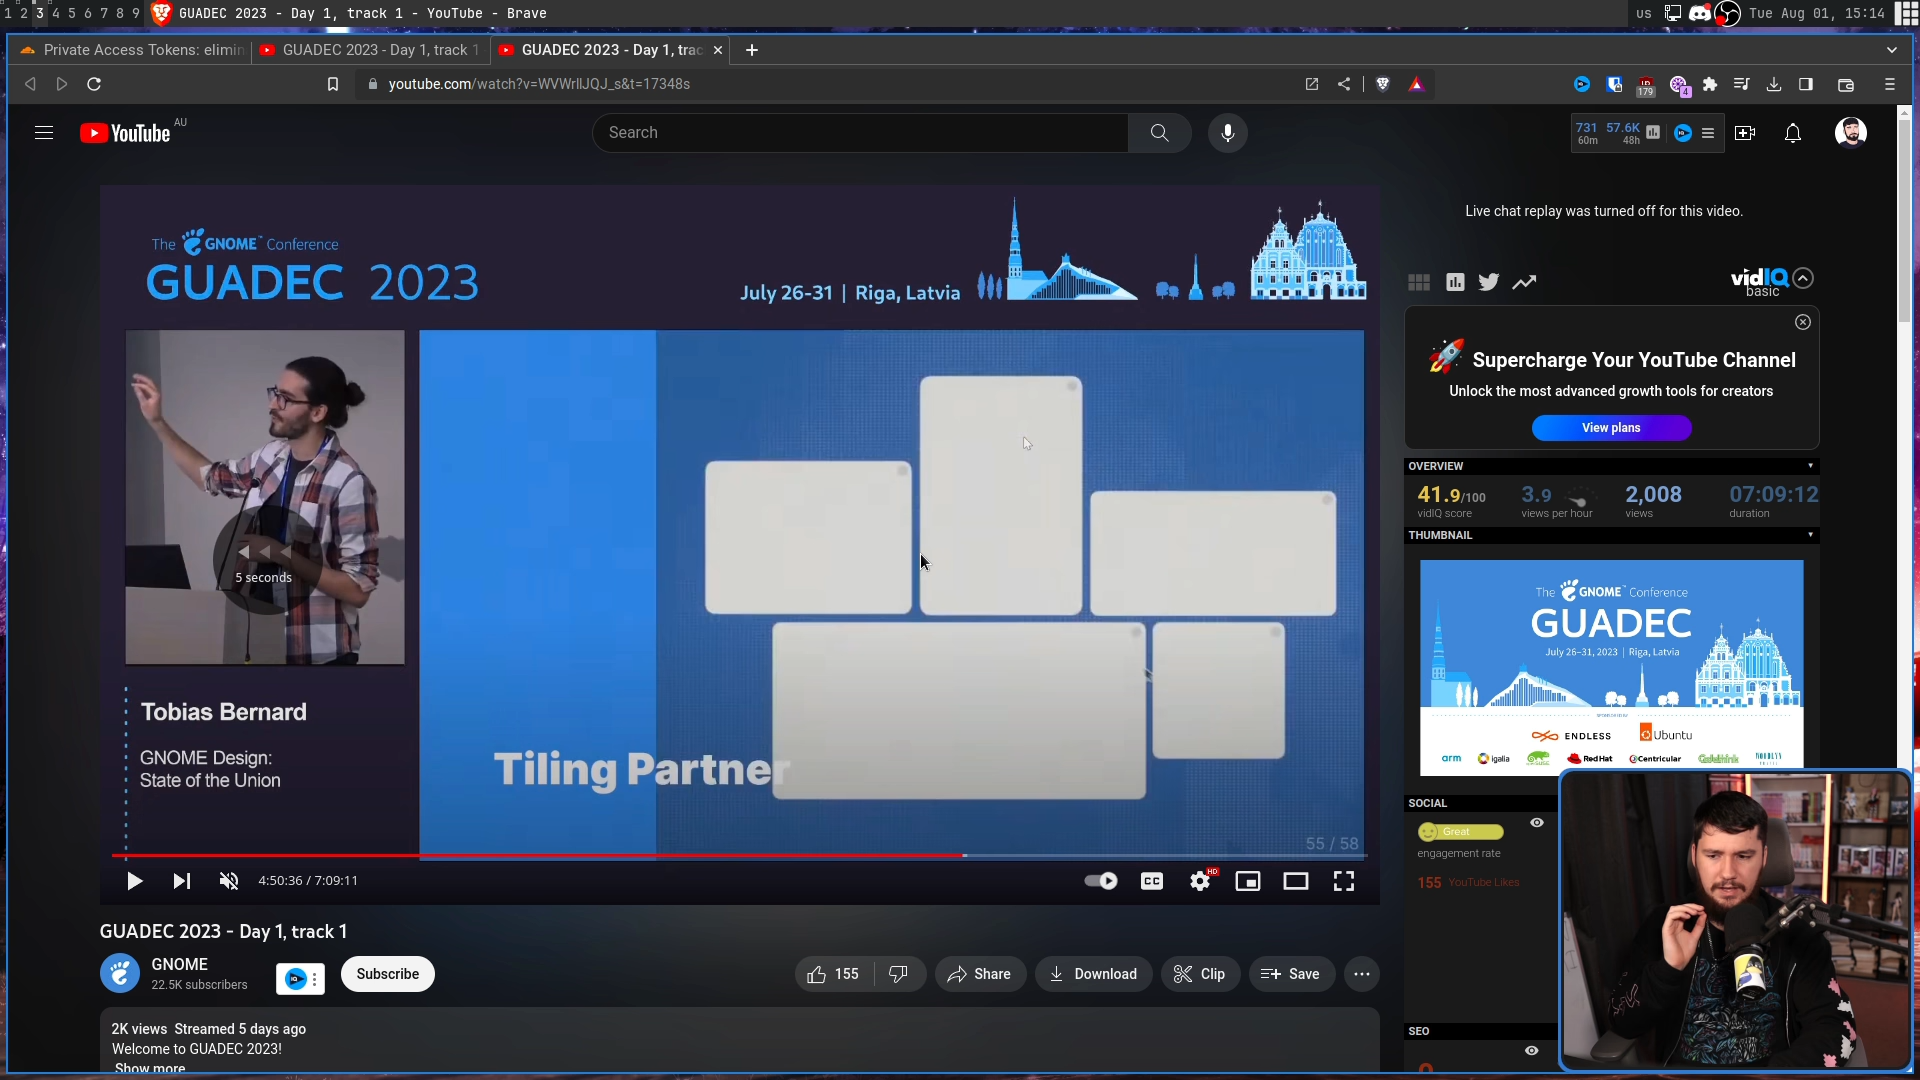 1 2 3 4 5 6 7 8 9 GUADEC 2023 - Day 1, track 1 - YouTube - Brave us Tue Aug 01, 15:14
Private Access Tokens: elimin GUADEC 2023 - Day 1, track 1 GUADEC 2023 - Day 1, trac
youtube.com/watch?v=WVWrlIJQJ_s&t=17348s 179 4
YouTube AU Search 731 60m 57.6K 48h
The GNOME™ Conference
GUADEC 2023
July 26-31 | Riga, Latvia
5 seconds
Tobias Bernard
GNOME Design:
State of the Union
Tiling Partner
55 / 58
4:50:36 / 7:09:11 CC HD
GUADEC 2023 - Day 1, track 1
GNOME
22.5K subscribers
Subscribe
155 Share Download Clip Save
2K views Streamed 5 days ago
Welcome to GUADEC 2023!
Show more
Live chat replay was turned off for this video.
vidIQ
basic
Supercharge Your YouTube Channel
Unlock the most advanced growth tools for creators
View plans
OVERVIEW
41.9/100 3.9 2,008 07:09:12
vidIQ score views per hour views duration
THUMBNAIL
The GNOME™ Conference
GUADEC
July 26-31, 2023 | Riga, Latvia
ENDLESS Ubuntu
arm igalia Red Hat Centricular Codethink
SOCIAL
Great
engagement rate
155 YouTube Likes
SEO